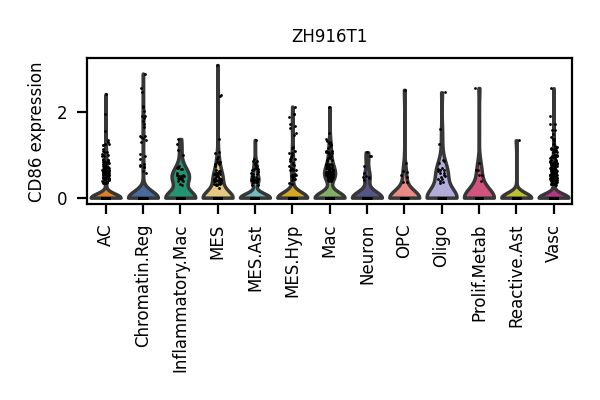 ZH916T1
CD86 expression
2
0
AC
Chromatin.Reg
Inflammatory.Mac
MES
MES.Ast
MES.Hyp
Mac
Neuron
OPC
Oligo
Prolif.Metab
Reactive.Ast
Vasc